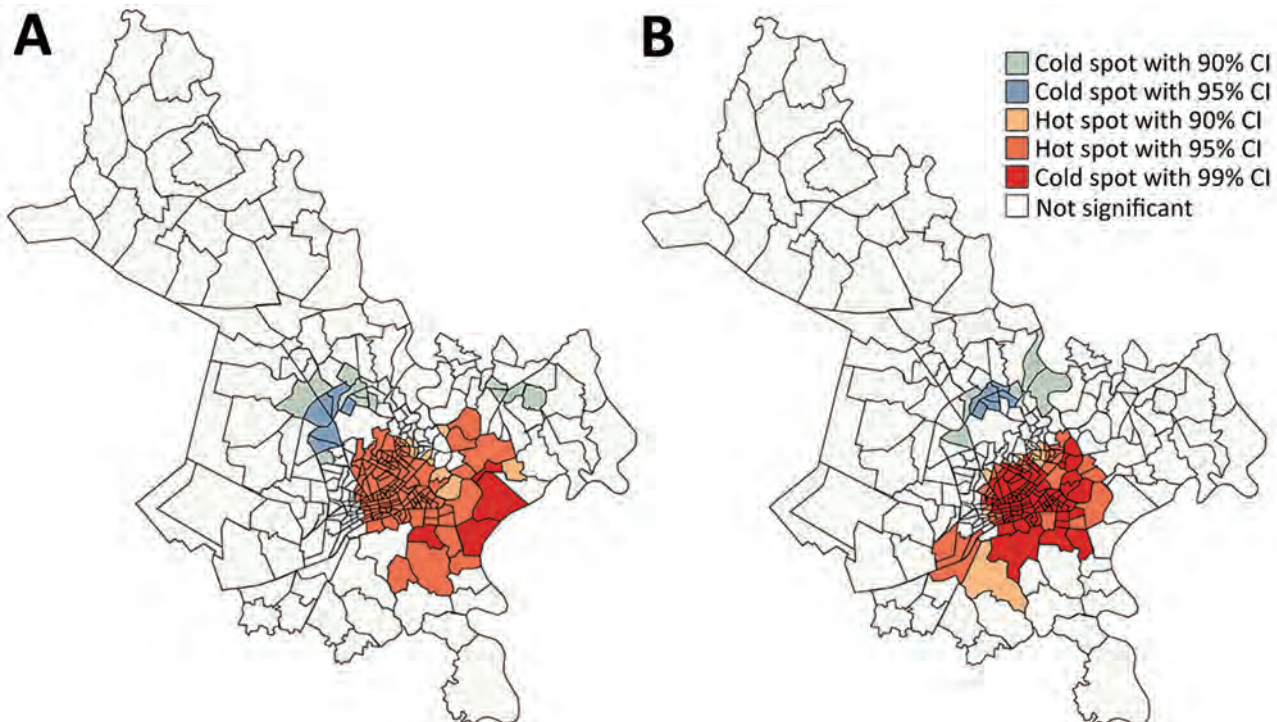 A
B
Cold spot with 90% CI
Cold spot with 95% CI
Hot spot with 90% CI
Hot spot with 95% CI
Cold spot with 99% CI
Not significant